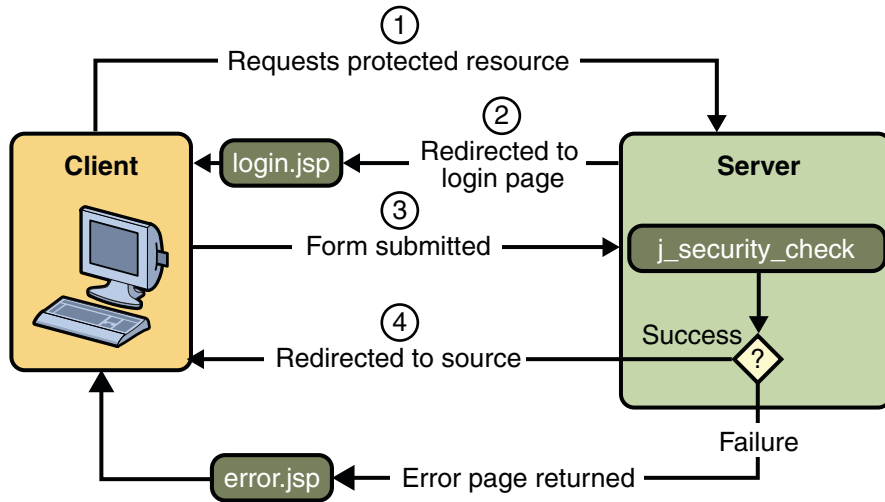 1
Requests protected resource
Client
login.jsp
2
Redirected to
login page
Server
3
Form submitted
j_security_check
4
Redirected to source
Success
?
Failure
error.jsp
Error page returned